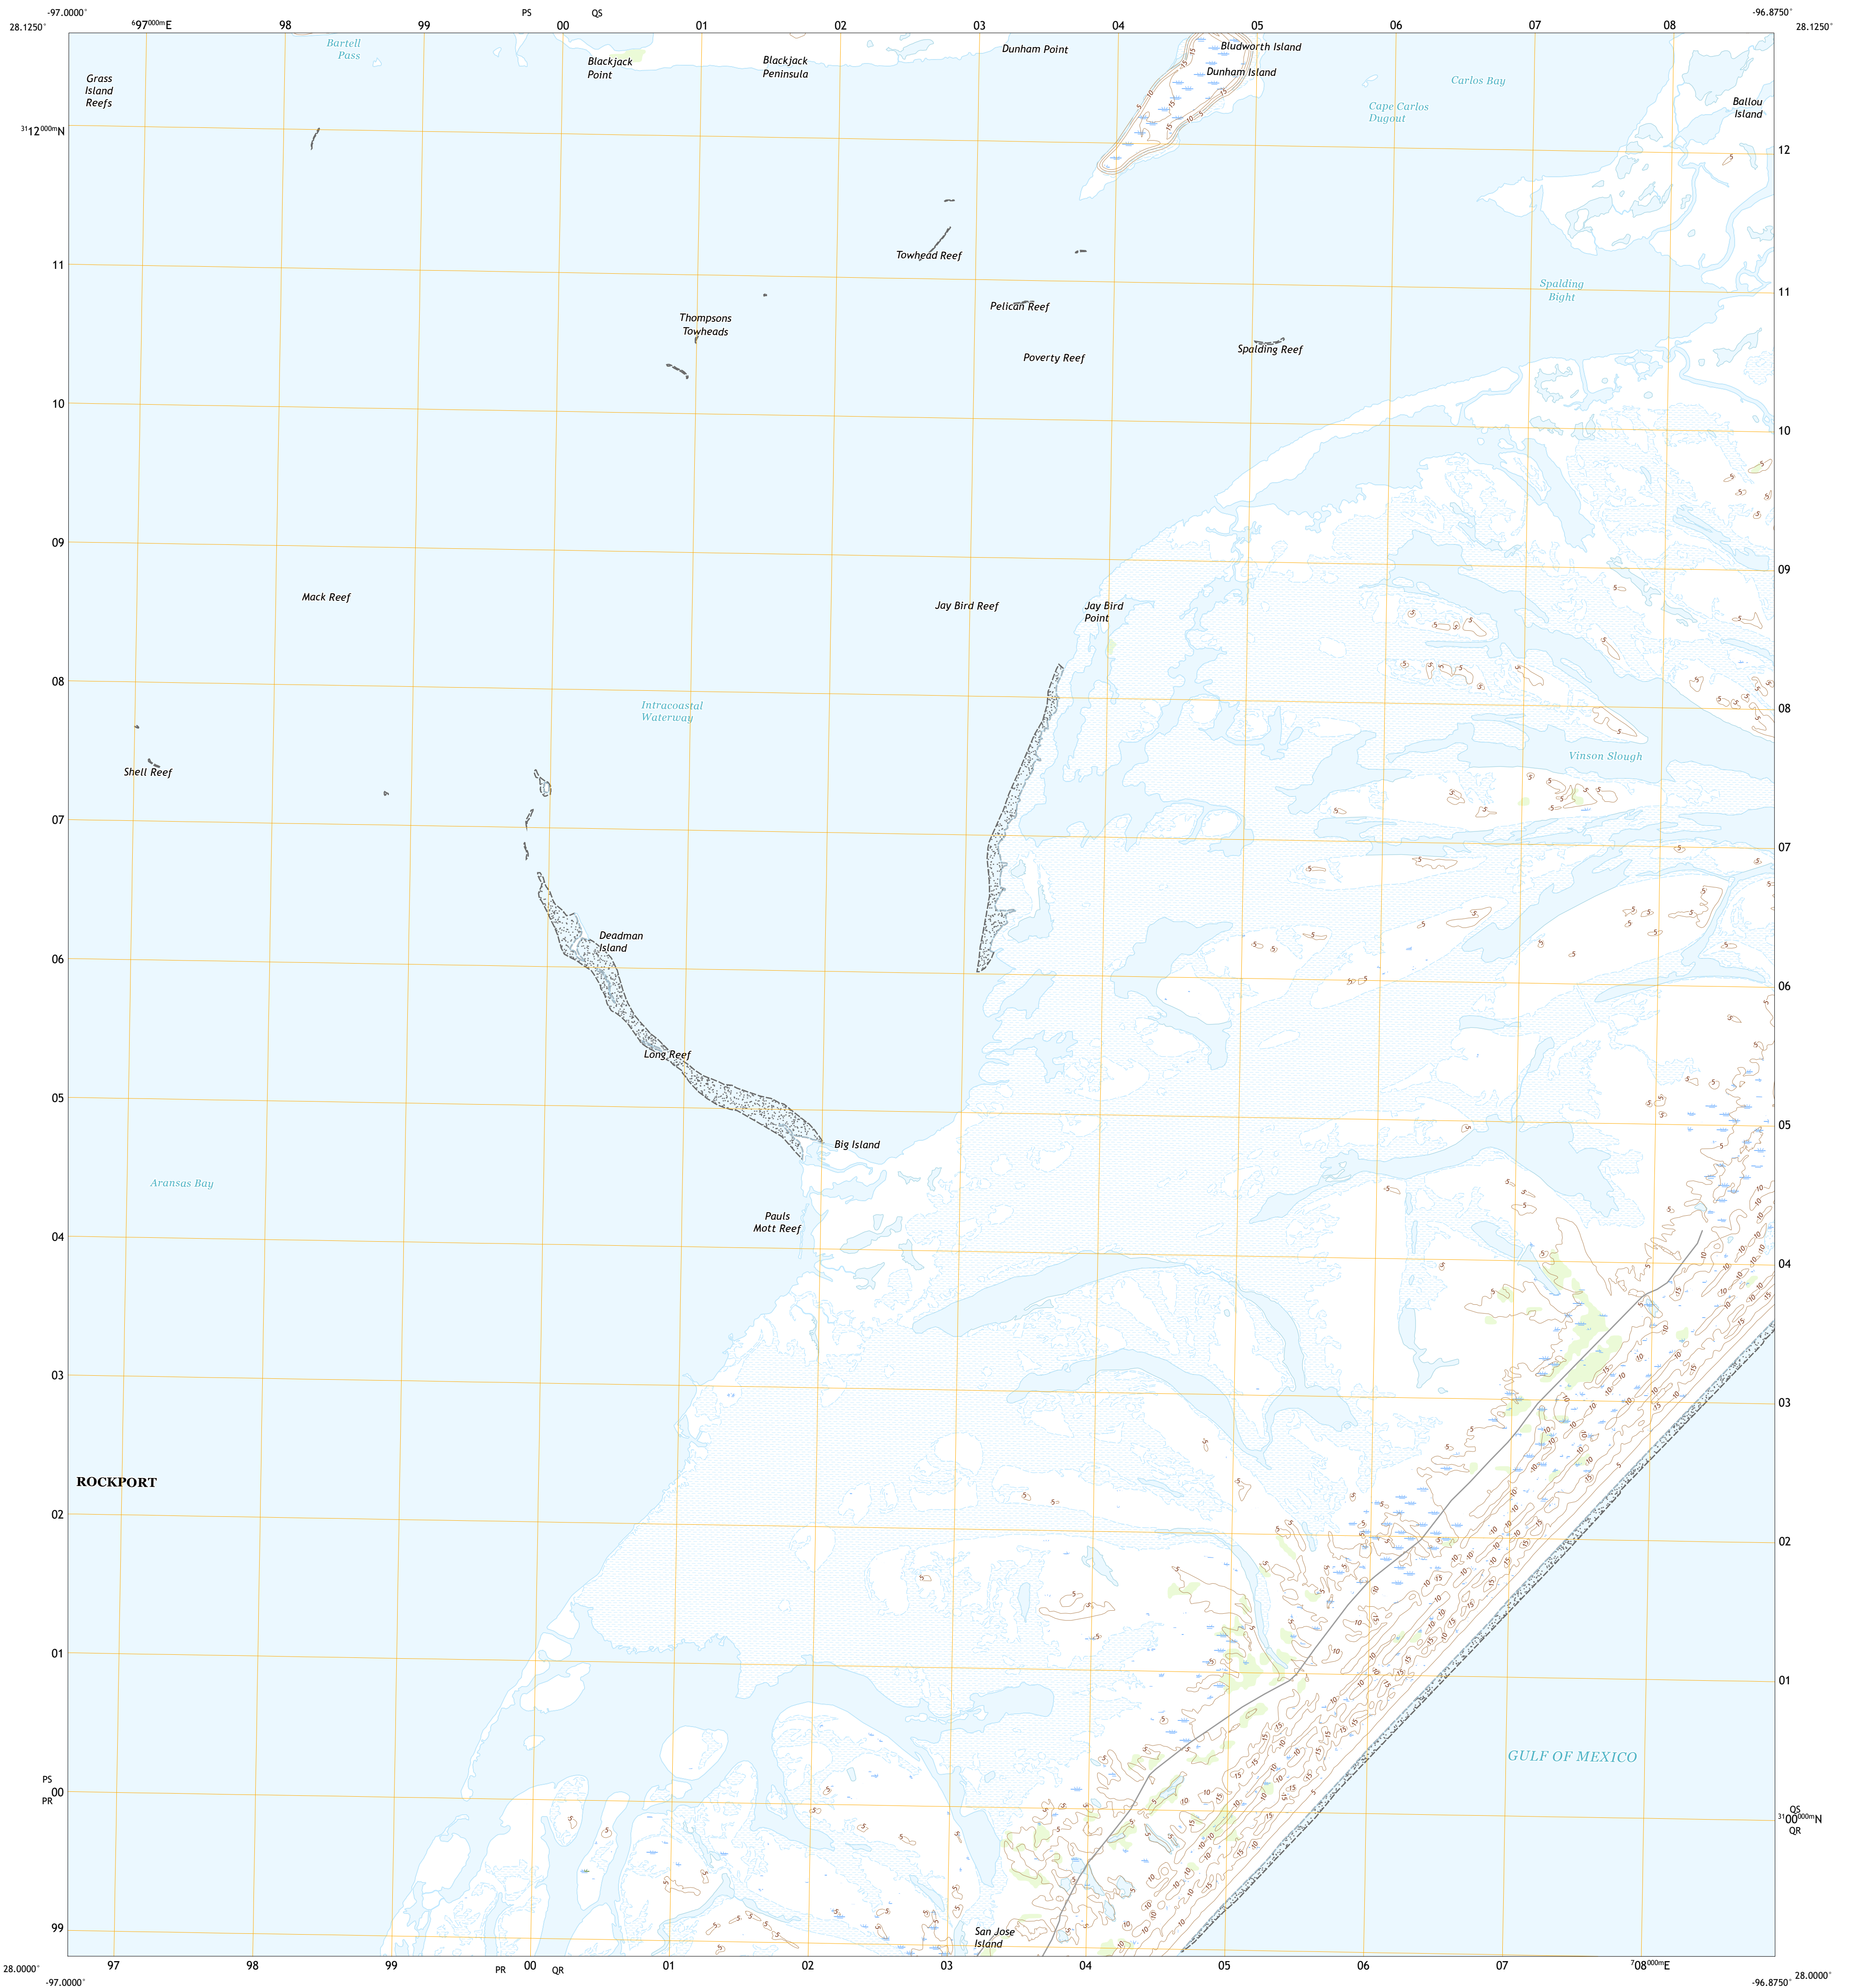 -97.0000°
28.1250°
⁶97⁰⁰⁰ᵐE
98
99
PS
00
QS
01
02
03
04
05
06
07
08
-96.8750°
28.1250°
Bartell
Pass
Blackjack
Point
Blackjack
Peninsula
Dunham Point
Bludworth Island
Dunham Island
Carlos Bay
Cape Carlos
Dugout
Ballou
Island
Grass
Island
Reefs
³¹12⁰⁰⁰ᵐN
12
Towhead Reef
11
11
Spalding
Bight
Pelican Reef
Thompsons
Towheads
Spalding Reef
Poverty Reef
10
10
09
09
Mack Reef
Jay Bird Reef
Jay Bird
Point
08
08
Intracoastal
Waterway
Vinson Slough
Shell Reef
07
07
Deadman
Island
06
06
Long Reef
05
05
Big Island
Aransas Bay
Pauls
Mott Reef
04
04
03
03
ROCKPORT
02
02
01
01
GULF OF MEXICO
PS
00
PR
QS
³¹00⁰⁰⁰ᵐN
QR
99
San Jose
Island
28.0000°
-97.0000°
97
98
99
PR
00
QR
01
02
03
04
05
06
07
⁷08⁰⁰⁰ᵐE
28.0000°
-96.8750°